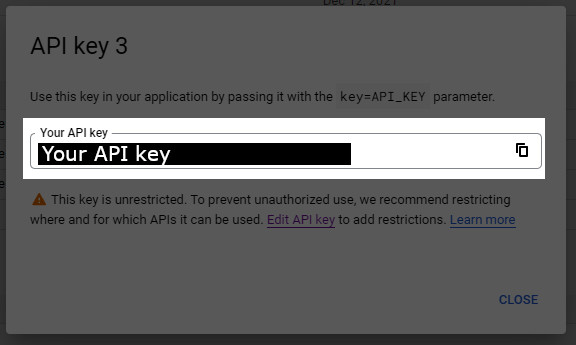 Dec 12, 2021
API key 3
Use this key in your application by passing it with the key=API_KEY parameter.
Your API key
Your API key
This key is unrestricted. To prevent unauthorized use, we recommend restricting
where and for which APIs it can be used. Edit API key to add restrictions. Learn more
CLOSE